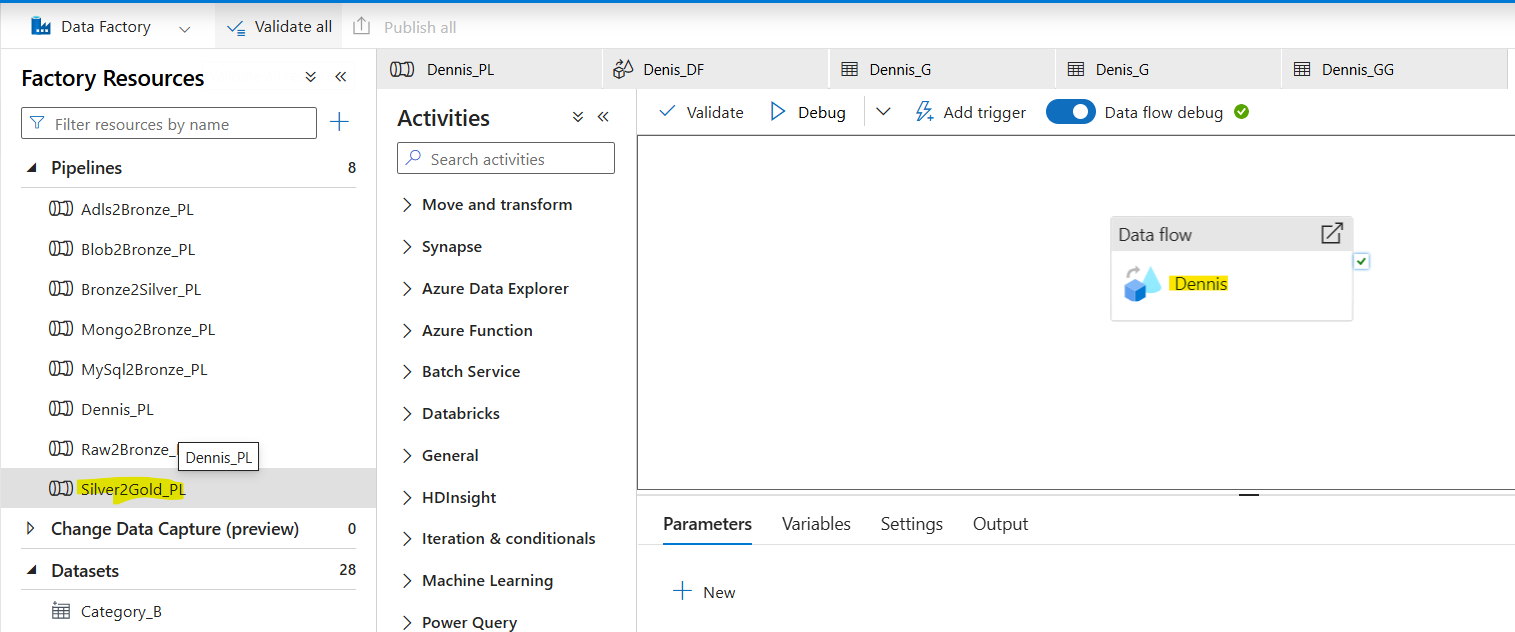 Data Factory
Validate all
Publish all
Factory Resources
Filter resources by name
Pipelines 8
Adls2Bronze_PL
Blob2Bronze_PL
Bronze2Silver_PL
Mongo2Bronze_PL
MySql2Bronze_PL
Dennis_PL
Raw2Bronze_
Dennis_PL
Silver2Gold_PL
Change Data Capture (preview) 0
Datasets 28
Category_B
Dennis_PL
Denis_DF
Dennis_G
Denis_G
Dennis_GG
Activities
Search activities
Move and transform
Synapse
Azure Data Explorer
Azure Function
Batch Service
Databricks
General
HDInsight
Iteration & conditionals
Machine Learning
Power Query
Validate
Debug
Add trigger
Data flow debug
Data flow
Dennis
Parameters
Variables
Settings
Output
New